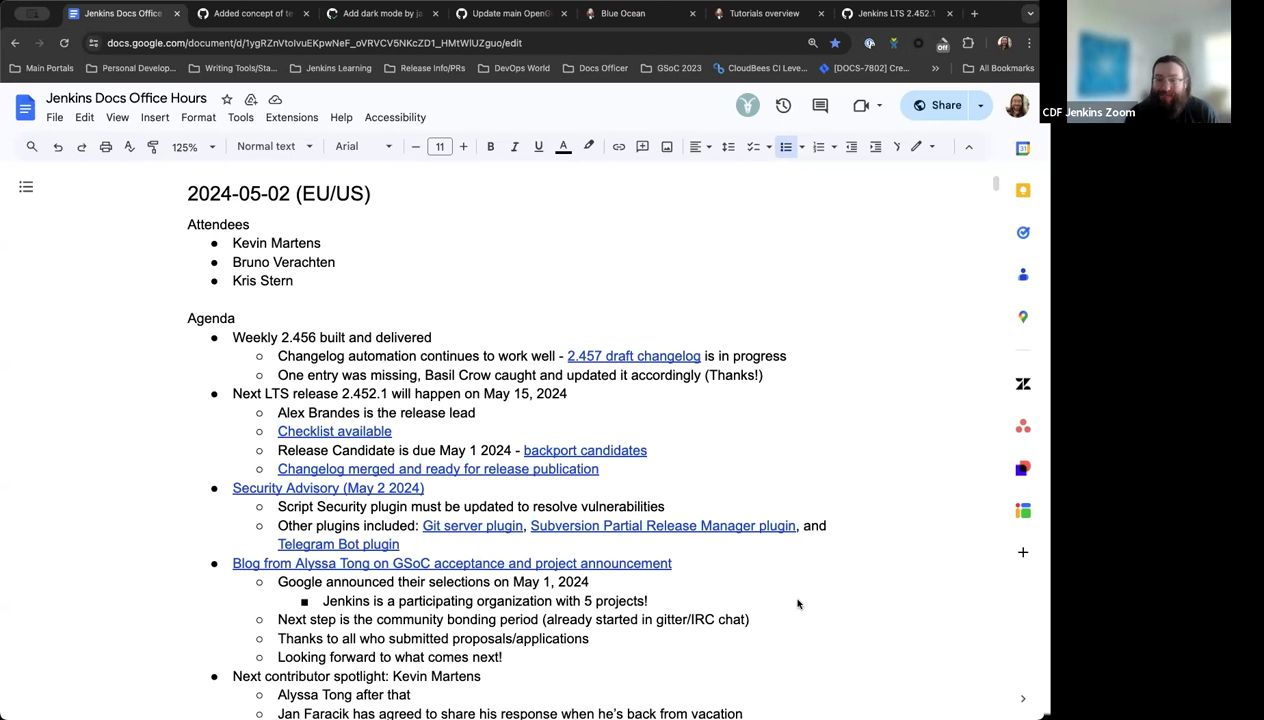 Jenkins Docs Office
Added concept of te
Add dark mode by ja
Update main OpenG
Blue Ocean
Tutorials overview
Jenkins LTS 2.452.1
docs.google.com/document/d/1ygRZnVtoIvuEKpwNeF_oVRVCV5NKcZD1_HMtWlUZguo/edit
Off
Main Portals
Personal Develop...
Writing Tools/Sta...
Jenkins Learning
Release Info/PRs
DevOps World
Docs Officer
GSoC 2023
CloudBees CI Leve...
[DOCS-7802] Cre...
All Bookmarks
Jenkins Docs Office Hours
File Edit View Insert Format Tools Extensions Help Accessibility
Share
CDF Jenkins Zoom
125% Normal text Arial 11
2024-05-02 (EU/US)
Attendees
● Kevin Martens
● Bruno Verachten
● Kris Stern
Agenda
● Weekly 2.456 built and delivered
○ Changelog automation continues to work well - 2.457 draft changelog is in progress
○ One entry was missing, Basil Crow caught and updated it accordingly (Thanks!)
● Next LTS release 2.452.1 will happen on May 15, 2024
○ Alex Brandes is the release lead
○ Checklist available
○ Release Candidate is due May 1 2024 - backport candidates
○ Changelog merged and ready for release publication
● Security Advisory (May 2 2024)
○ Script Security plugin must be updated to resolve vulnerabilities
○ Other plugins included: Git server plugin, Subversion Partial Release Manager plugin, and
Telegram Bot plugin
● Blog from Alyssa Tong on GSoC acceptance and project announcement
○ Google announced their selections on May 1, 2024
■ Jenkins is a participating organization with 5 projects!
○ Next step is the community bonding period (already started in gitter/IRC chat)
○ Thanks to all who submitted proposals/applications
○ Looking forward to what comes next!
● Next contributor spotlight: Kevin Martens
○ Alyssa Tong after that
○ Jan Faracik has agreed to share his response when he's back from vacation